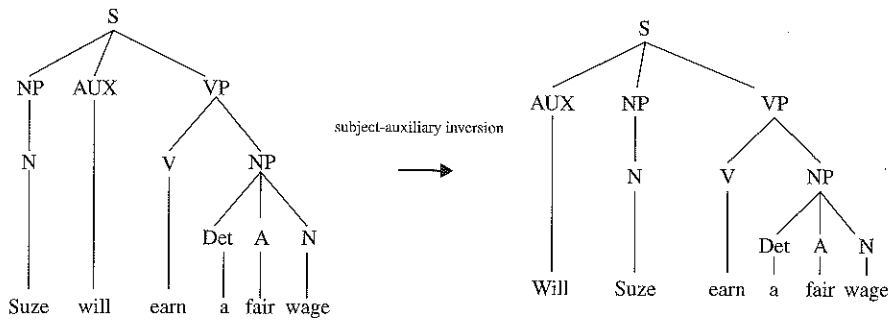 S
S
NP AUX VP
AUX NP VP
subject-auxiliary inversion
N V NP
N V NP
Det A N
Det A N
Suze will earn a fair wage
Will Suze earn a fair wage